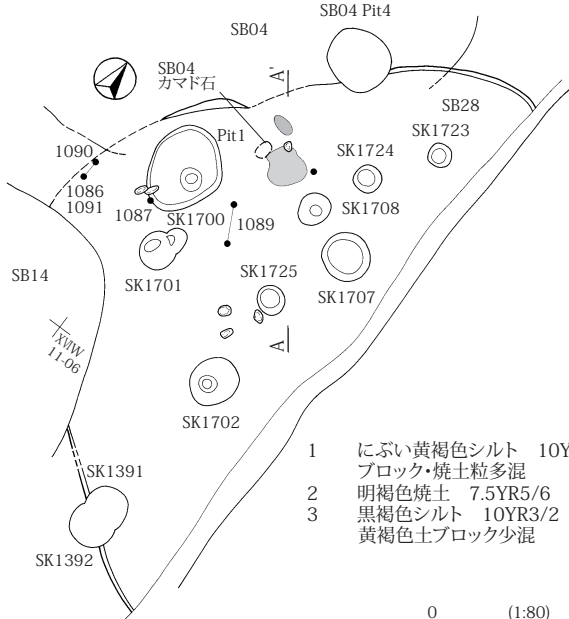 SB04 Pit4
SB04
SB04
カマド石
A'
SB28
SK1723
Pit1
SK1724
1090
1086
1091
1087
SK1700
1089
SK1708
SK1701
SB14
SK1725
SK1707
A
11-06
SK1702
1 にぶい黄褐色シルト 10Y
ブロック・焼土粒多混
2 明褐色焼土 7.5YR5/6
3 黒褐色シルト 10YR3/2
黄褐色土ブロック少混
SK1391
SK1392
0 (1:80)